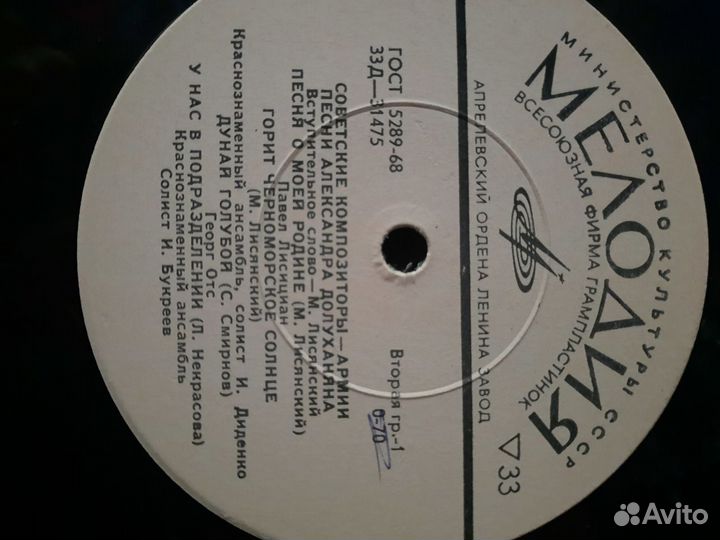 МИНИСТЕРСТВО КУЛЬТУРЫ СССР
МЕЛОДИЯ
ВСЕСОЮЗНАЯ ФИРМА ГРАМПЛАСТИНОК
▽ 33
АПРЕЛЕВСКИЙ ОРДЕНА ЛЕНИНА ЗАВОД
ГОСТ 5289-68
33Д—31475
Вторая гр.-1
0-70
СОВЕТСКИЕ КОМПОЗИТОРЫ — АРМИИ
ПЕСНИ АЛЕКСАНДРА ДОЛУХАНЯНА
Вступительное слово — М. Лисянский
ПЕСНЯ О МОЕЙ РОДИНЕ (М. Лисянский)
Павел Лисициан
ГОРИТ ЧЕРНОМОРСКОЕ СОЛНЦЕ
(М. Лисянский)
Краснознаменный ансамбль, солист И. Диденко
ДУНАЙ ГОЛУБОЙ (С. Смирнов)
Георг Отс
У НАС В ПОДРАЗДЕЛЕНИИ (Л. Некрасова)
Краснознаменный ансамбль
Солист И. Букреев
Avito